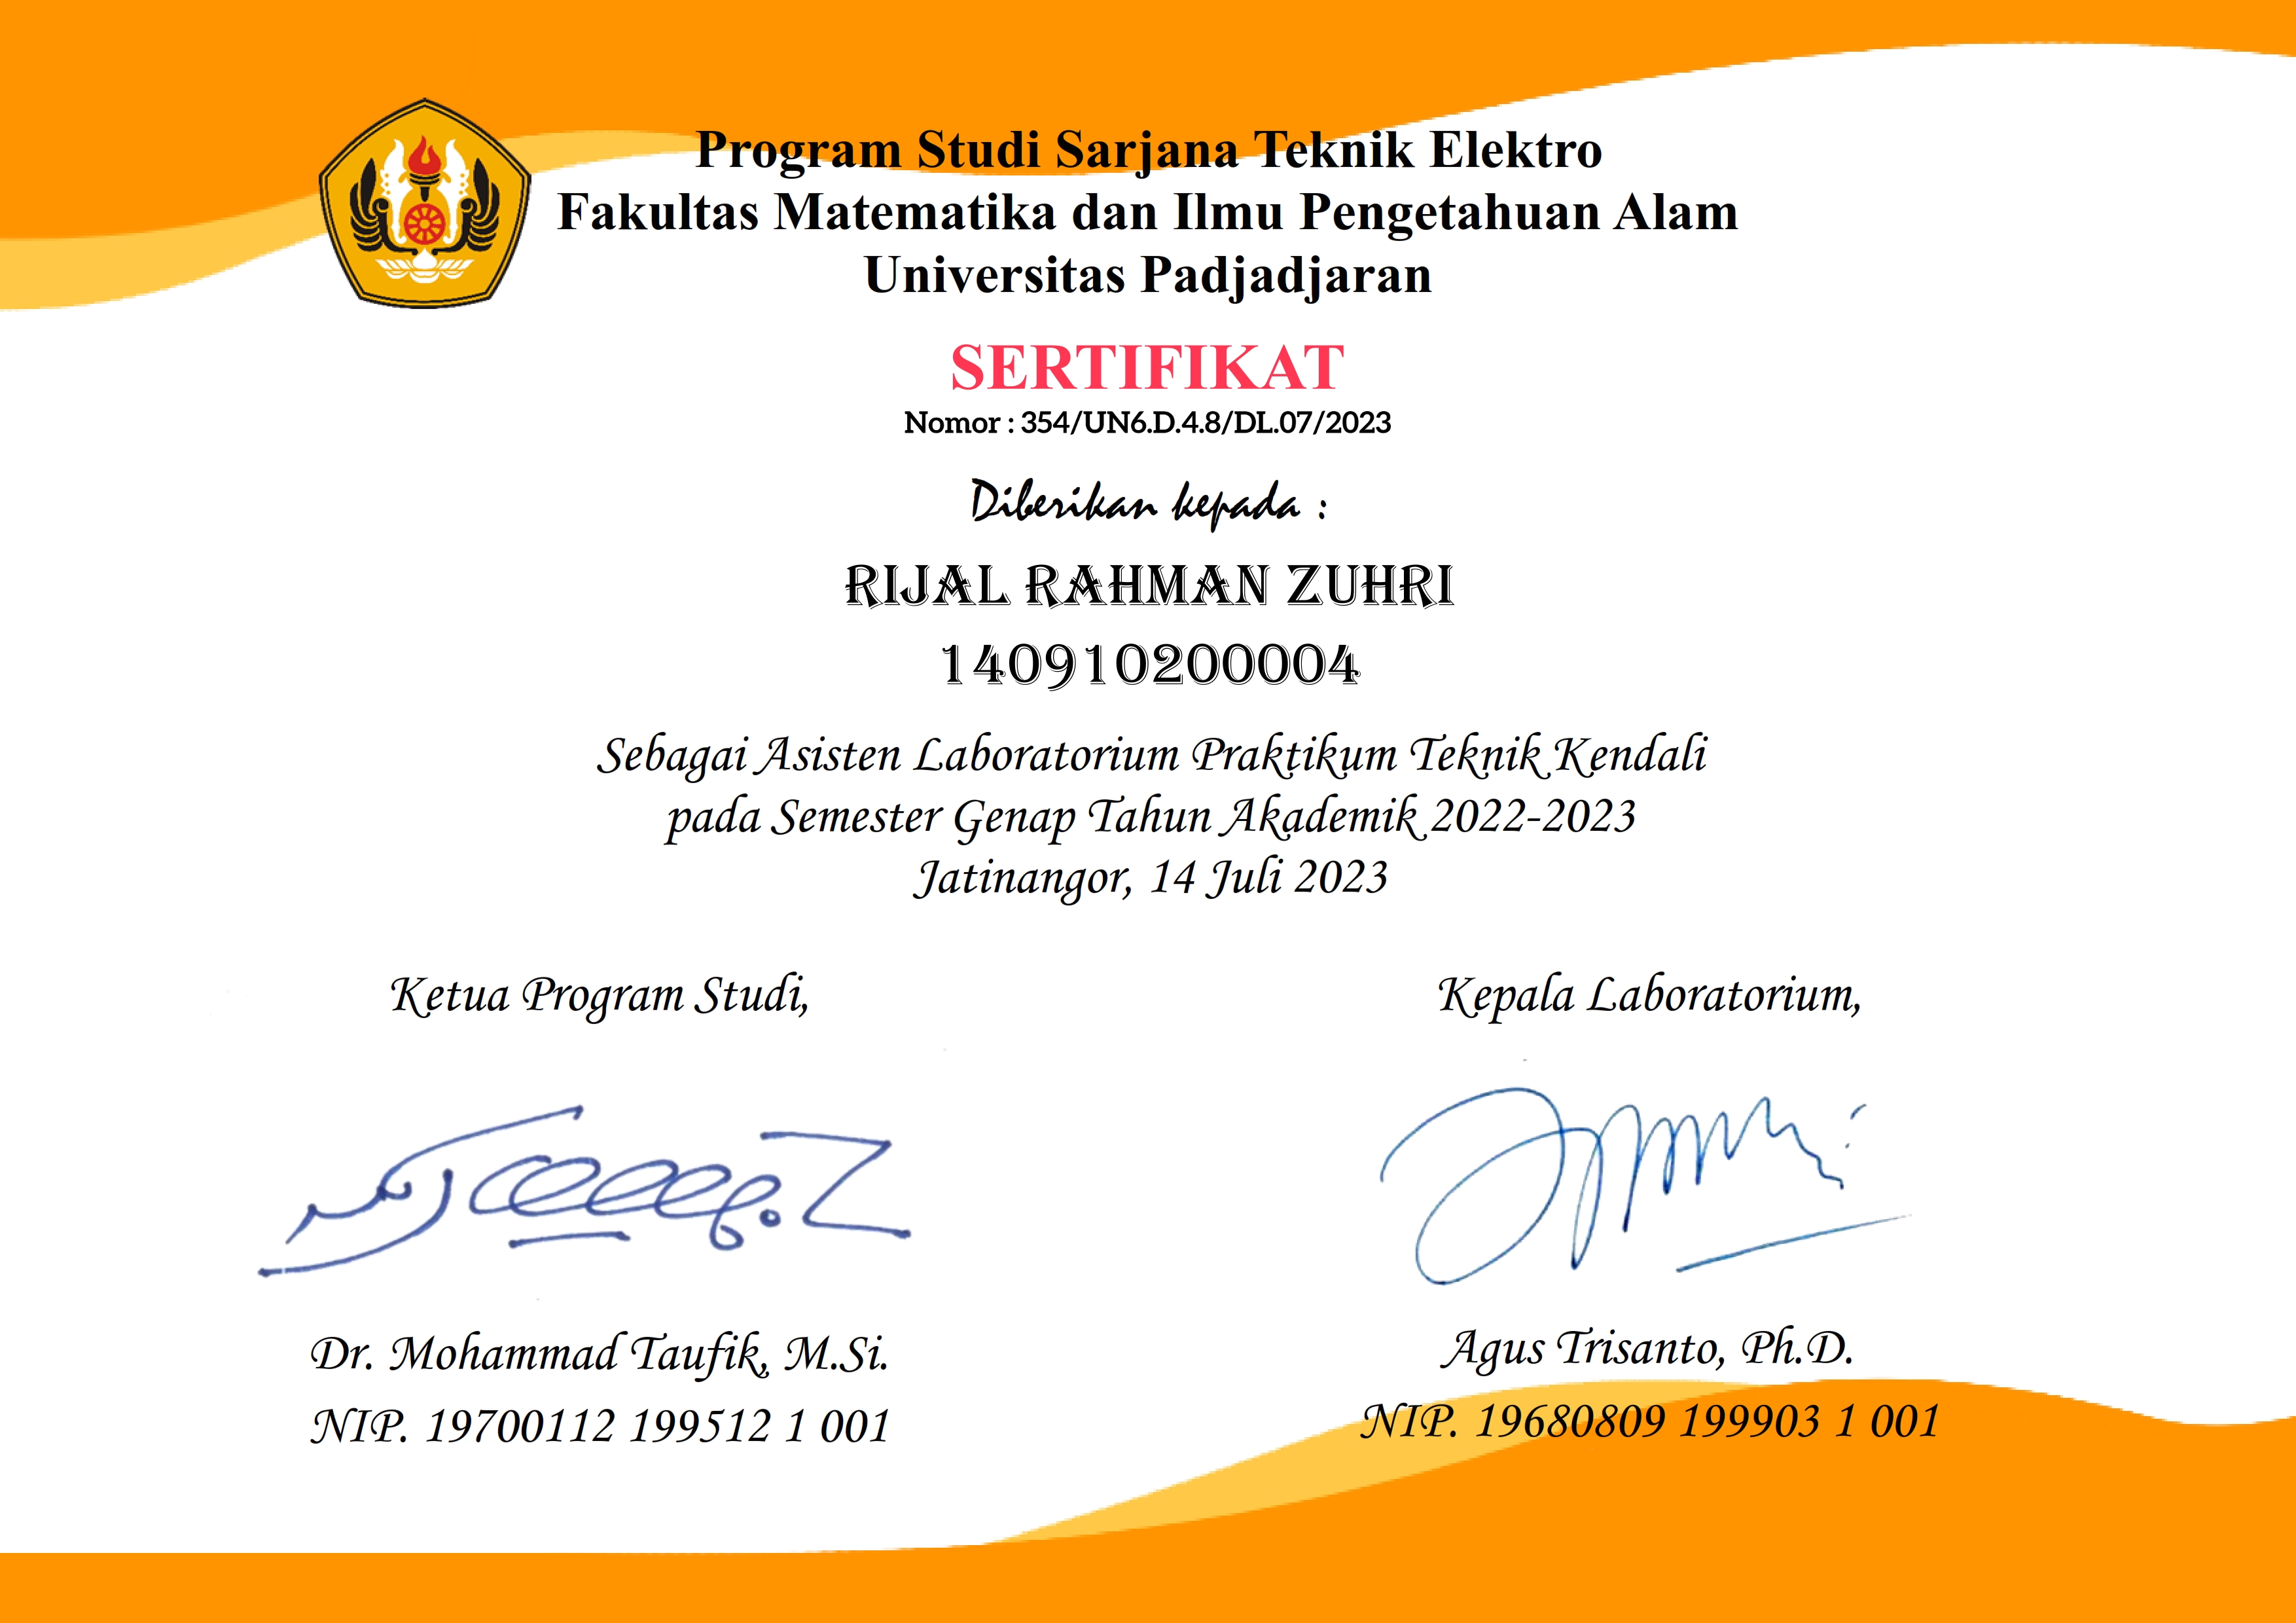 Program Studi Sarjana Teknik Elektro
Fakultas Matematika dan Ilmu Pengetahuan Alam
Universitas Padjadjaran
SERTIFIKAT
Nomor : 354/UN6.D.4.8/DL.07/2023
Diberikan kepada :
RIJAL RAHMAN ZUHRI
140910200004
Sebagai Asisten Laboratorium Praktikum Teknik Kendali
pada Semester Genap Tahun Akademik 2022-2023
Jatinangor, 14 Juli 2023
Ketua Program Studi,
Kepala Laboratorium,
Dr. Mohammad Taufik, M.Si.
Agus Trisanto, Ph.D.
NIP. 19700112 199512 1 001
NIP. 19680809 199903 1 001